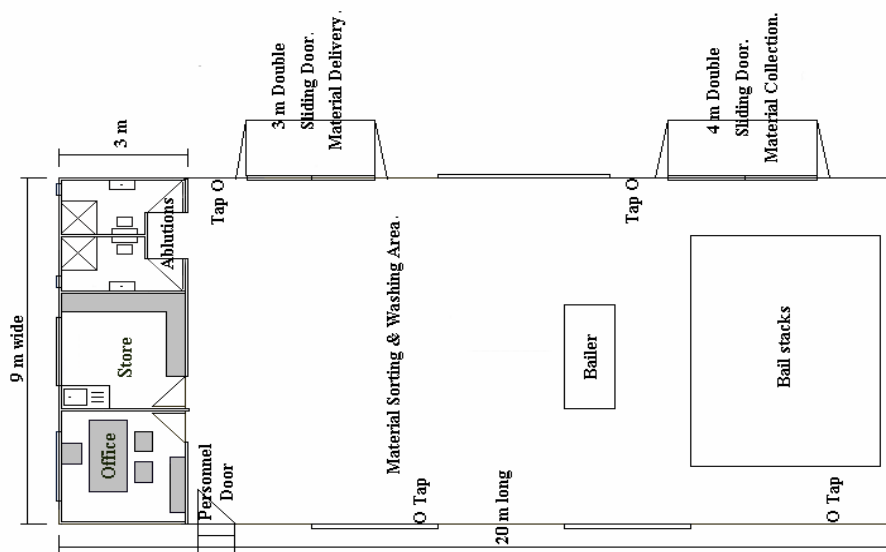 3 m Double
Sliding Door.
Material Delivery.
4 m Double
Sliding Door.
Material Collection.
3 m
9 m wide
Ablutions
Tap O
Tap O
Store
Office
Material Sorting & Washing Area.
Bailer
Bail stacks
Personnel
Door
O Tap
20 m long
O Tap